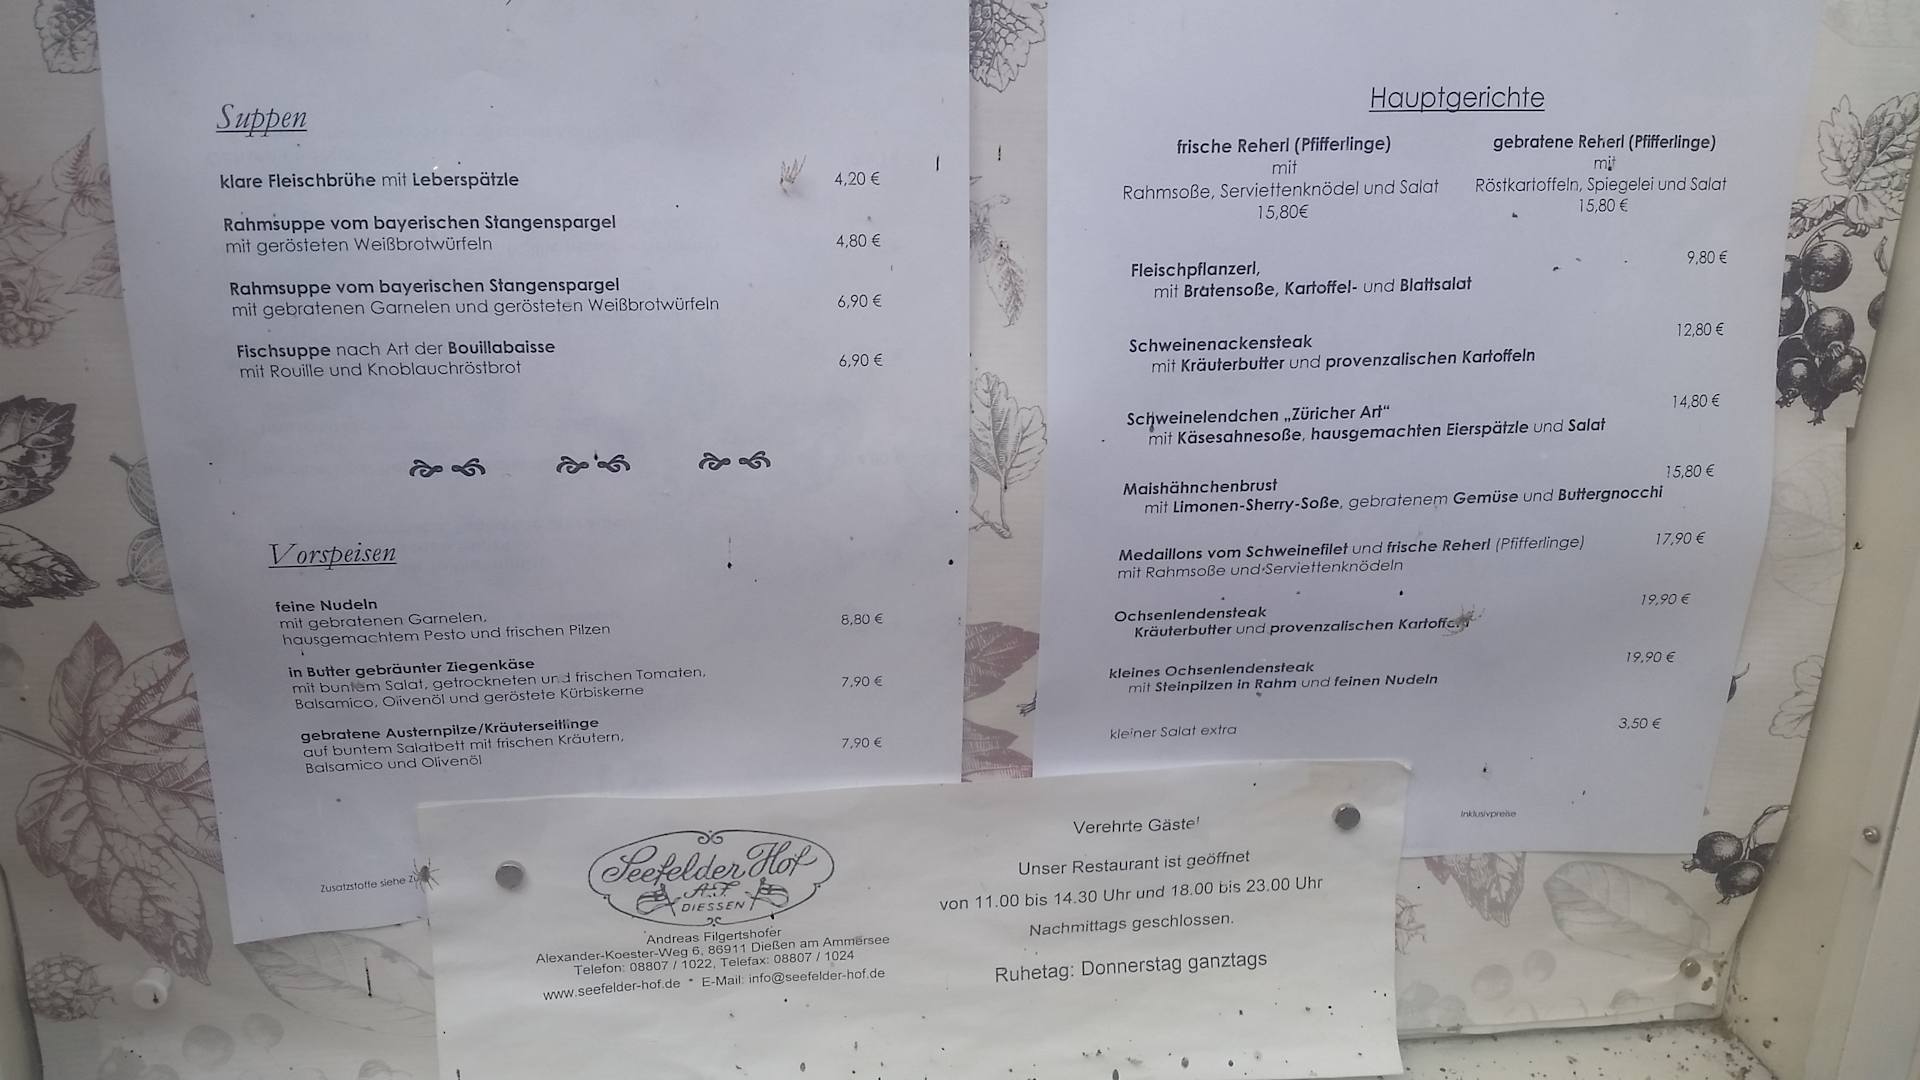 Suppen
klare Fleischbrühe mit Leberspätzle 4,20 €
Rahmsuppe vom bayerischen Stangenspargel
mit gerösteten Weißbrotwürfeln 4,80 €
Rahmsuppe vom bayerischen Stangenspargel
mit gebratenen Garnelen und gerösteten Weißbrotwürfeln 6,90 €
Fischsuppe nach Art der Bouillabaisse
mit Rouille und Knoblauchröstbrot 6,90 €
Vorspeisen
feine Nudeln
mit gebratenen Garnelen, 8,80 €
hausgemachtem Pesto und frischen Pilzen
in Butter gebräunter Ziegenkäse
mit buntem Salat, getrockneten und frischen Tomaten, 7,90 €
Balsamico, Olivenöl und geröstete Kürbiskerne
gebratene Austernpilze/Kräuterseitlinge
auf buntem Salatbett mit frischen Kräutern, 7,90 €
Balsamico und Olivenöl
Zusatzstoffe siehe
Hauptgerichte
frische Reherl (Pfifferlinge)
mit
Rahmsoße, Serviettenknödel und Salat
15,80€
gebratene Reherl (Pfifferlinge)
mit
Röstkartoffeln, Spiegelei und Salat
15,80 €
9,80 €
Fleischpflanzerl,
mit Bratensoße, Kartoffel- und Blattsalat
12,80 €
Schweinenackensteak
mit Kräuterbutter und provenzalischen Kartoffeln
14,80 €
Schweinelendchen „Züricher Art“
mit Käsesahnesoße, hausgemachten Eierspätzle und Salat
15,80 €
Maishähnchenbrust
mit Limonen-Sherry-Soße, gebratenem Gemüse und Buttergnocchi
Medaillons vom Schweinefilet und frische Reherl (Pfifferlinge) 17,90 €
mit Rahmsoße und Serviettenknödeln
19,90 €
Ochsenlendensteak
Kräuterbutter und provenzalischen Kartoffeln
19,90 €
kleines Ochsenlendensteak
mit Steinpilzen in Rahm und feinen Nudeln
kleiner Salat extra 3,50 €
Inklusivpreise
Seefelder Hof
A.F.
DIESSEN
Andreas Filgertshofer
Alexander-Koester-Weg 6, 86911 Dießen am Ammersee
Telefon: 08807 / 1022, Telefax: 08807 / 1024
www.seefelder-hof.de * E-Mail: info@seefelder-hof.de
Verehrte Gäste!
Unser Restaurant ist geöffnet
von 11.00 bis 14.30 Uhr und 18.00 bis 23.00 Uhr
Nachmittags geschlossen.
Ruhetag: Donnerstag ganztags